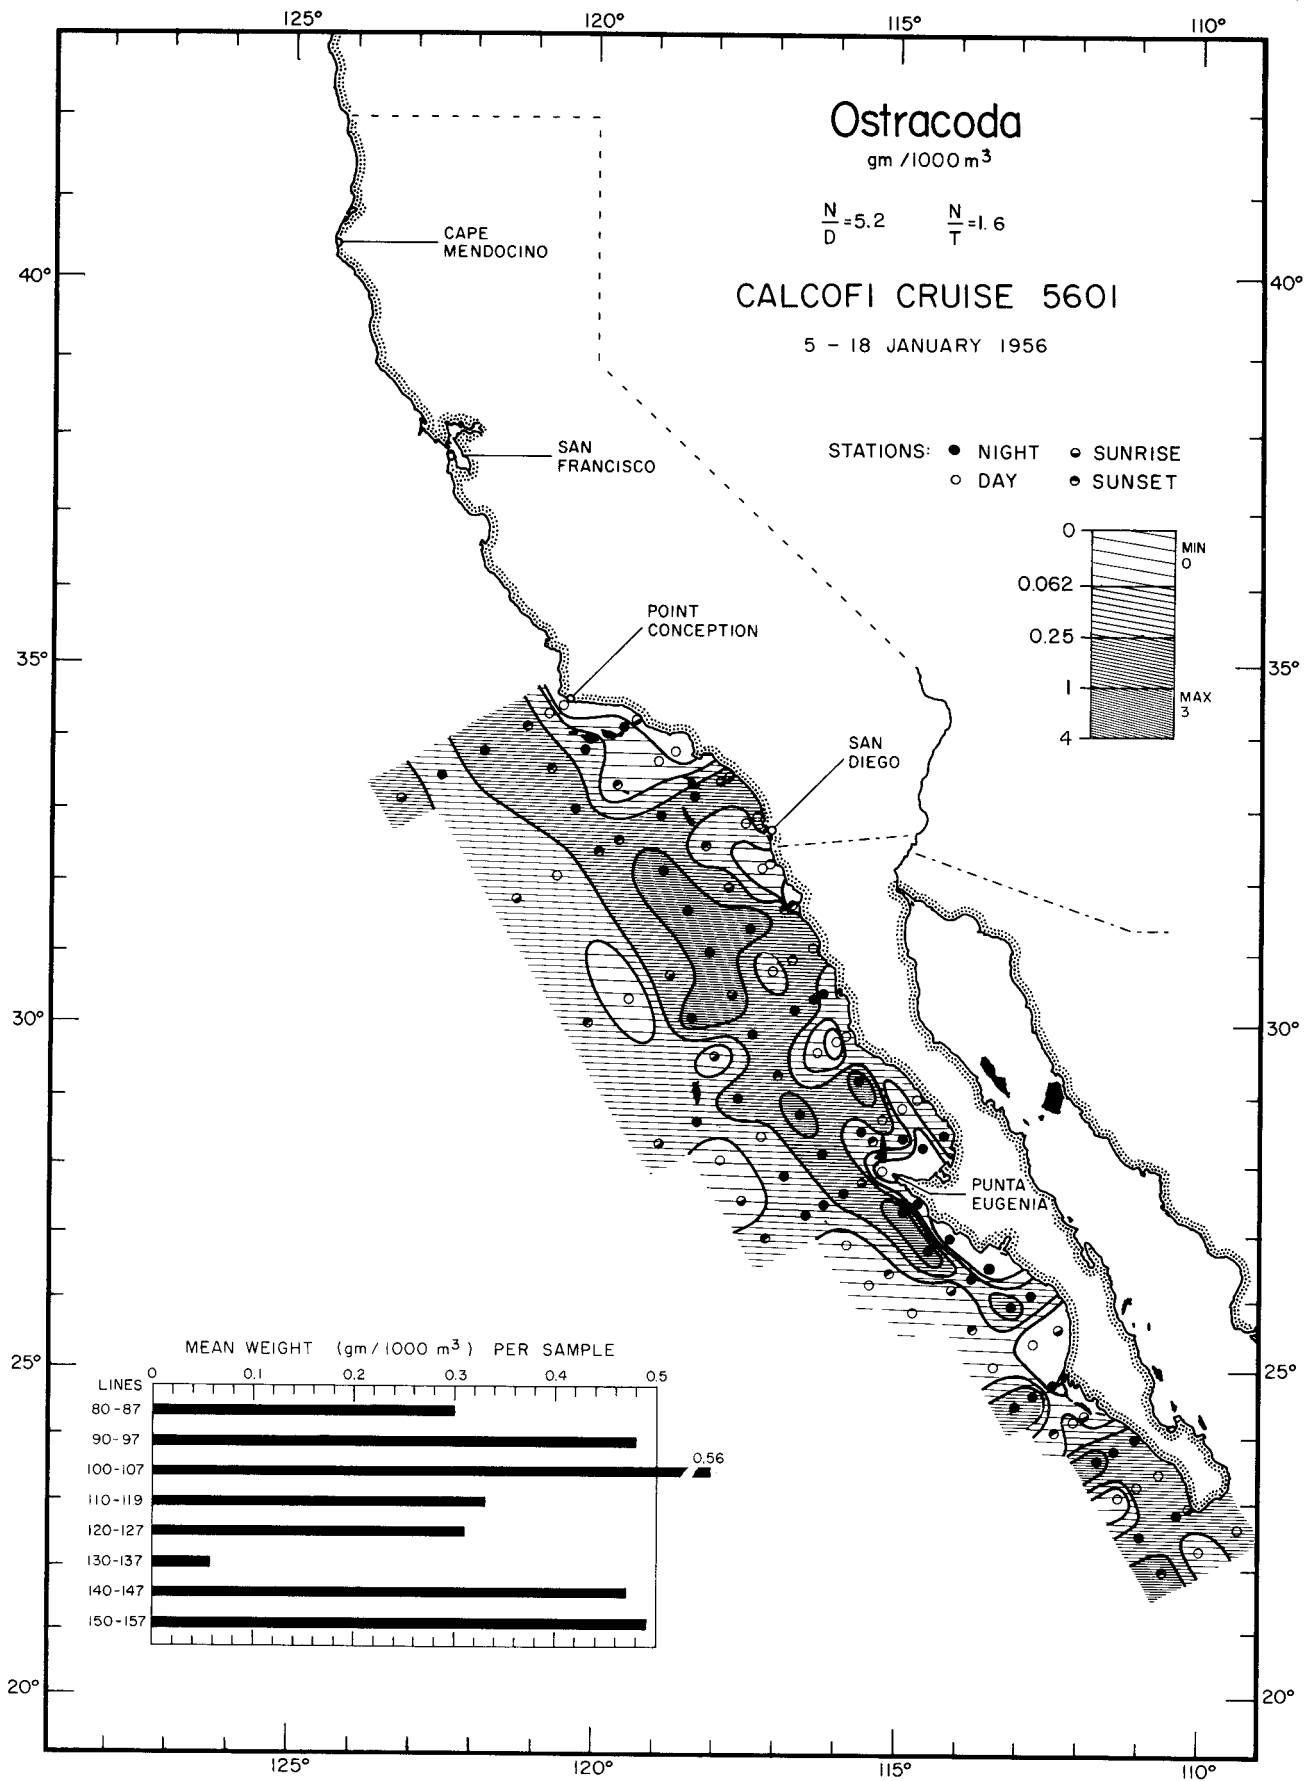 125°
120°
115°
110°
Ostracoda
gm /1000 m³
N/D=5.2 N/T=1.6
CALCOFI CRUISE 5601
5 – 18 JANUARY 1956
CAPE
MENDOCINO
40°
40°
SAN
FRANCISCO
STATIONS: ● NIGHT ◒ SUNRISE
○ DAY ◓ SUNSET
0
MIN
0
0.062
0.25
1
MAX
3
4
POINT
CONCEPTION
35°
35°
SAN
DIEGO
30°
30°
PUNTA
EUGENIA
MEAN WEIGHT (gm/1000 m³) PER SAMPLE
LINES
0 0.1 0.2 0.3 0.4 0.5
25°
25°
80-87
90-97
100-107
0.56
110-119
120-127
130-137
140-147
150-157
20°
20°
125°
120°
115°
110°